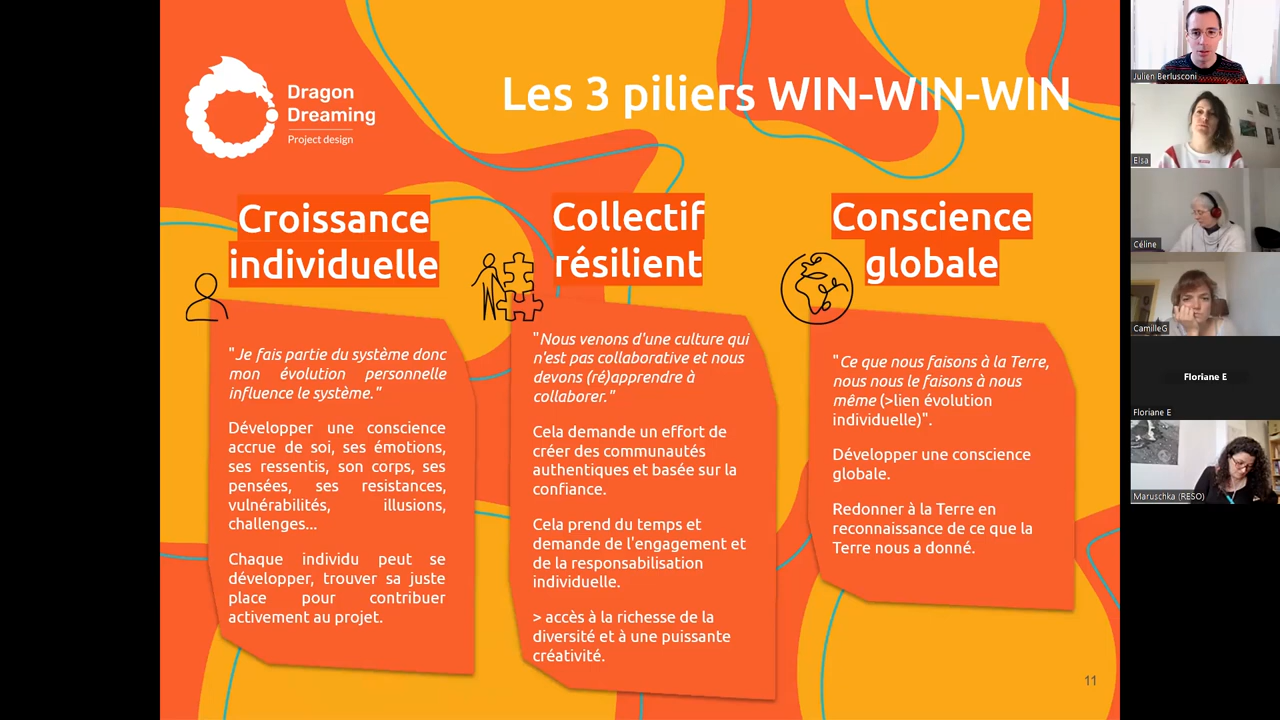 Dragon
Dreaming
Project design
Les 3 piliers WIN-WIN-WIN
Croissance
individuelle
"Je fais partie du système donc
mon évolution personnelle
influence le système."
Développer une conscience
accrue de soi, ses émotions,
ses ressentis, son corps, ses
pensées, ses resistances,
vulnérabilités, illusions,
challenges...
Chaque individu peut se
développer, trouver sa juste
place pour contribuer
activement au projet.
Collectif
résilient
"Nous venons d'une culture qui
n'est pas collaborative et nous
devons (ré)apprendre à
collaborer."
Cela demande un effort de
créer des communautés
authentiques et basée sur la
confiance.
Cela prend du temps et
demande de l'engagement et
de la responsabilisation
individuelle.
> accès à la richesse de la
diversité et à une puissante
créativité.
Conscience
globale
"Ce que nous faisons à la Terre,
nous nous le faisons à nous
même (>lien évolution
individuelle)".
Développer une conscience
globale.
Redonner à la Terre en
reconnaissance de ce que la
Terre nous a donné.
11
Julien Berlusconi
Elsa
Céline
CamilleG
Floriane E
Floriane E
Maruschka (RESO)